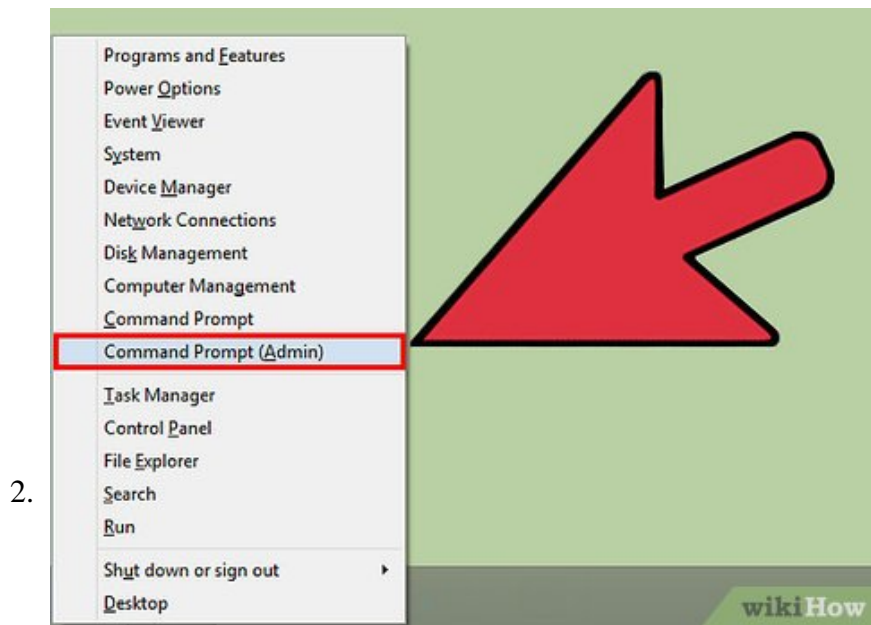 Programs and Features
Power Options
Event Viewer
System
Device Manager
Network Connections
Disk Management
Computer Management
Command Prompt
Command Prompt (Admin)
Task Manager
Control Panel
File Explorer
2.
Search
Run
Shut down or sign out
Desktop
wikiHow